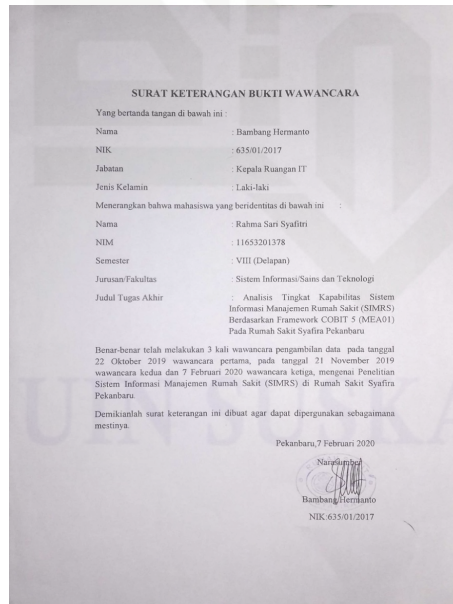 SURAT KETERANGAN BUKTI WAWANCARA
Yang bertanda tangan di bawah ini :
Nama : Bambang Hermanto
NIK : 635/01/2017
Jabatan : Kepala Ruangan IT
Jenis Kelamin : Laki-laki
Menerangkan bahwa mahasiswa yang beridentitas di bawah ini :
Nama : Rahma Sari Syafitri
NIM : 11653201378
Semester : VIII (Delapan)
Jurusan/Fakultas : Sistem Informasi/Sains dan Teknologi
Judul Tugas Akhir : Analisis Tingkat Kapabilitas Sistem
Informasi Manajemen Rumah Sakit (SIMRS)
Berdasarkan Framework COBIT 5 (MEA01)
Pada Rumah Sakit Syafira Pekanbaru
Benar-benar telah melakukan 3 kali wawancara pengambilan data pada tanggal
22 Oktober 2019 wawancara pertama, pada tanggal 21 November 2019
wawancara kedua dan 7 Februari 2020 wawancara ketiga, mengenai Penelitian
Sistem Informasi Manajemen Rumah Sakit (SIMRS) di Rumah Sakit Syafira
Pekanbaru
Demikianlah surat keterangan ini dibuat agar dapat dipergunakan sebagaimana
mestinya.
Pekanbaru,7 Februari 2020
Narasumber
Bambang Hermanto
NIK:635/01/2017